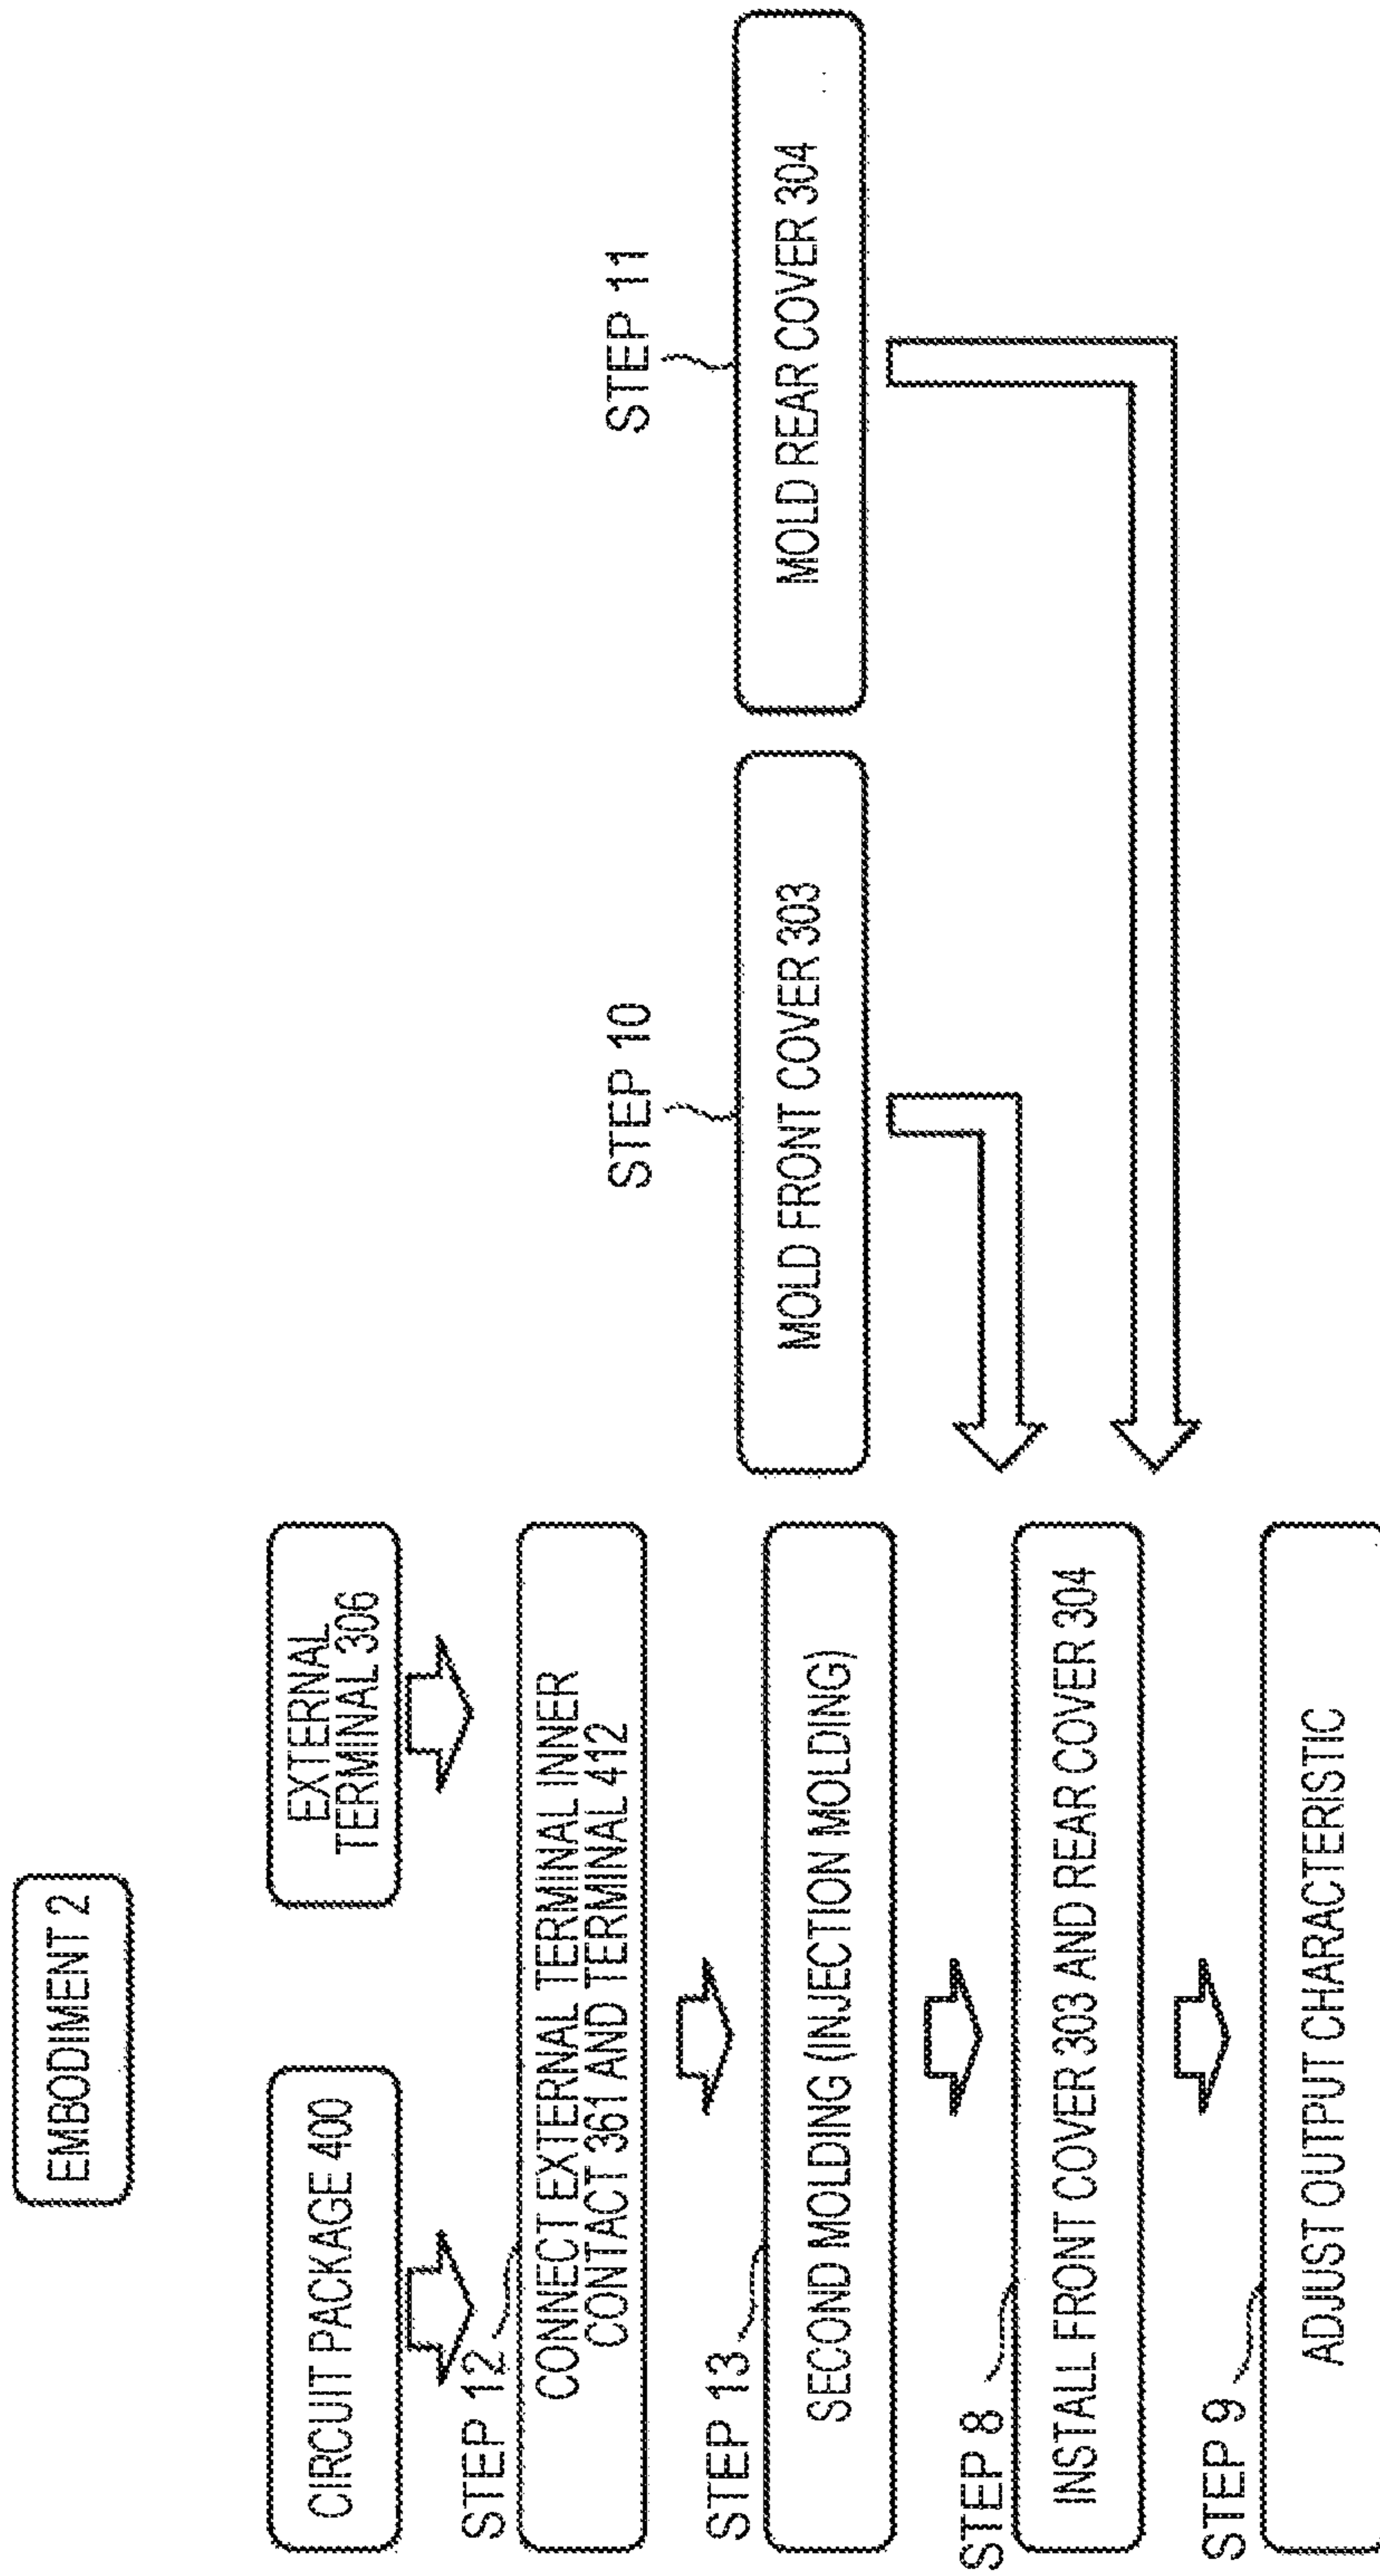 EMBODIMENT 2
CIRCUIT PACKAGE 400
EXTERNAL
TERMINAL 306
STEP 12
CONNECT EXTERNAL TERMINAL INNER
CONTACT 361 AND TERMINAL 412
STEP 13
SECOND MOLDING (INJECTION MOLDING)
STEP 10
MOLD FRONT COVER 303
STEP 11
MOLD REAR COVER 304
STEP 8
INSTALL FRONT COVER 303 AND REAR COVER 304
STEP 9
ADJUST OUTPUT CHARACTERISTIC